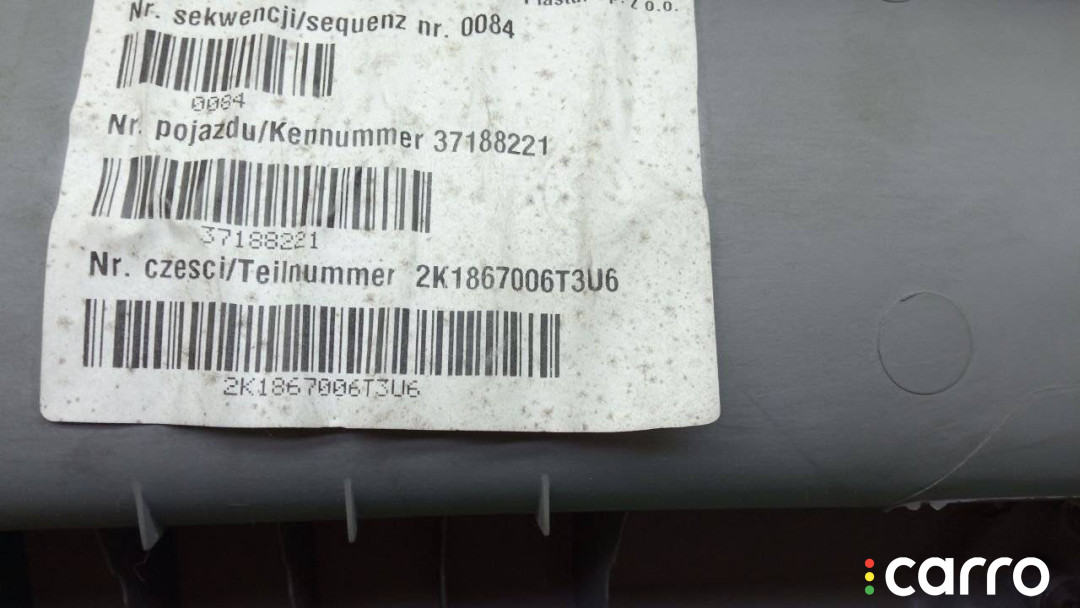 p. z o.o.
Nr. sekwencji/sequenz nr. 0084
0084
Nr. pojazdu/Kennummer 37188221
37188221
Nr. czesci/Teilnummer 2K1867006T3U6
2K1867006T3U6
carro